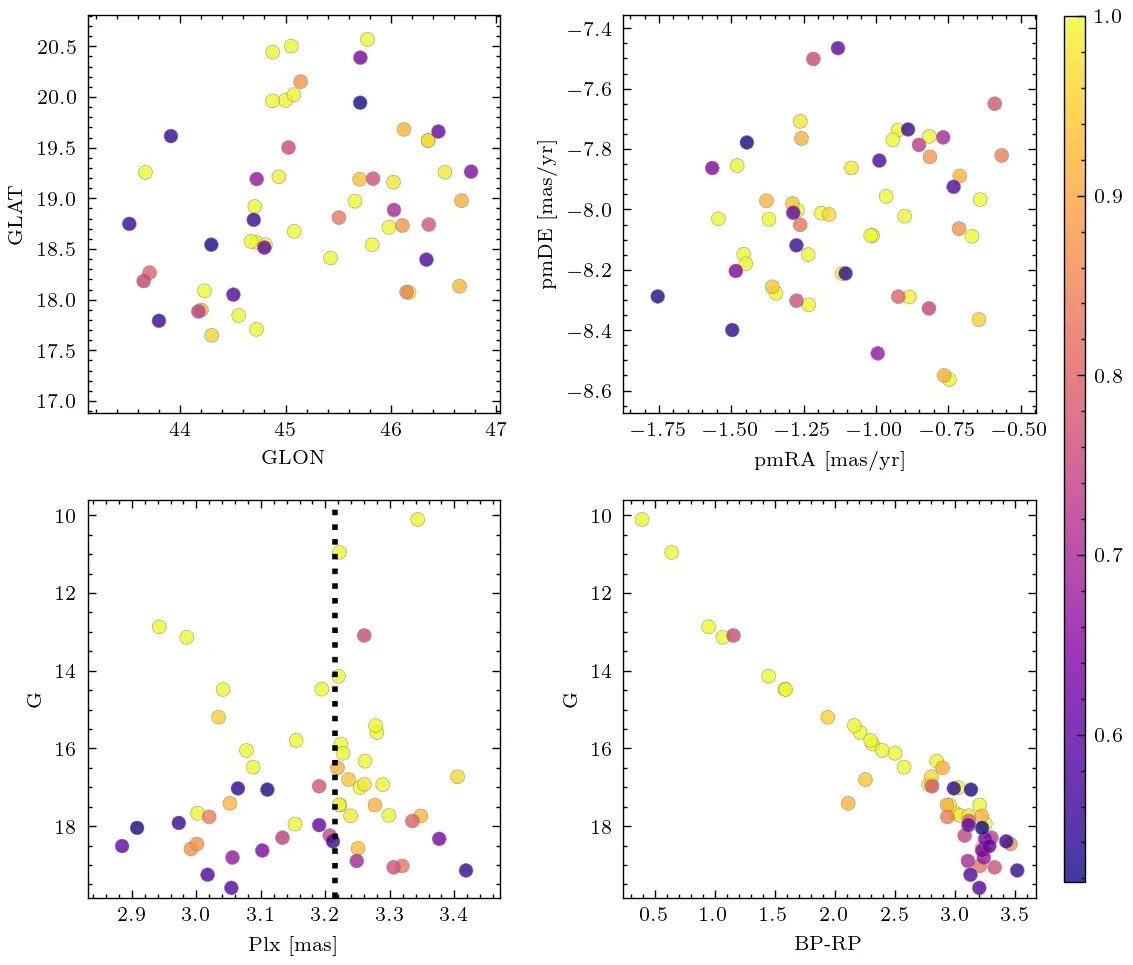 20.5
20.0
19.5
19.0
18.5
18.0
17.5
17.0
GLAT
44 45 46 47
GLON
−7.4
−7.6
−7.8
−8.0
−8.2
−8.4
−8.6
pmDE [mas/yr]
−1.75 −1.50 −1.25 −1.00 −0.75 −0.50
pmRA [mas/yr]
10
12
14
16
18
G
2.9 3.0 3.1 3.2 3.3 3.4
Plx [mas]
10
12
14
16
18
G
0.5 1.0 1.5 2.0 2.5 3.0 3.5
BP-RP
1.0
0.9
0.8
0.7
0.6